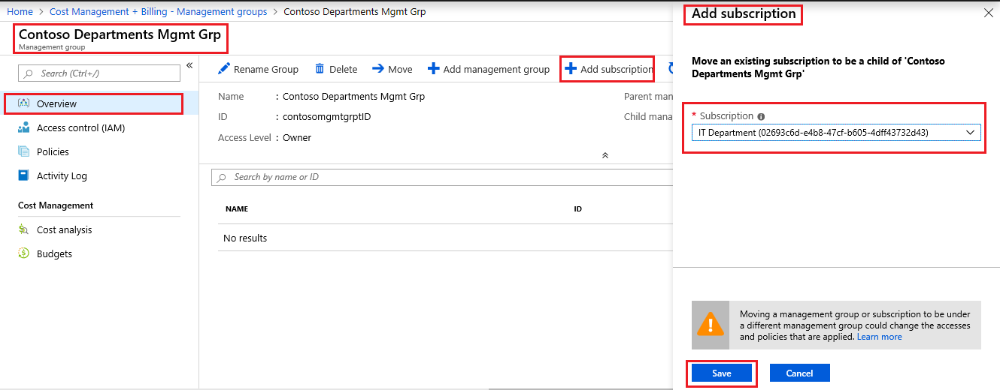 Home > Cost Management + Billing - Management groups > Contoso Departments Mgmt Grp
Contoso Departments Mgmt Grp
Management group
Search (Ctrl+/)
Overview
Access control (IAM)
Policies
Activity Log
Cost Management
Cost analysis
Budgets
Rename Group Delete Move Add management group Add subscription
Name : Contoso Departments Mgmt Grp Parent man
ID : contosomgmtgrptID Child mana
Access Level : Owner
Search by name or ID
NAME ID
No results
Add subscription
Move an existing subscription to be a child of 'Contoso
Departments Mgmt Grp'
* Subscription
IT Department (02693c6d-e4b8-47cf-b605-4dff43732d43)
Moving a management group or subscription to be under
a different management group could change the accesses
and policies that are applied. Learn more
Save Cancel